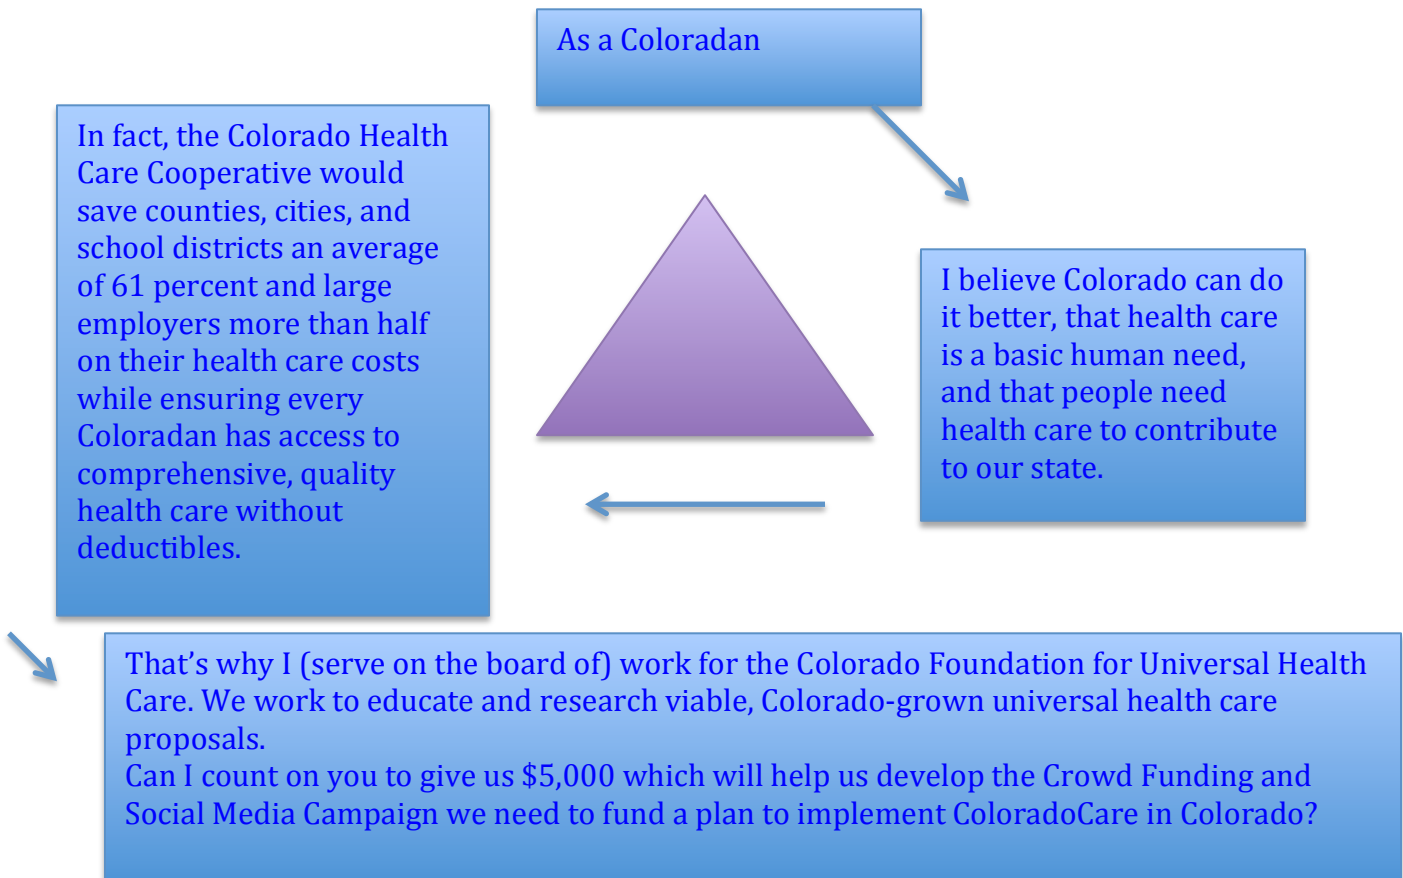 As a Coloradan
I believe Colorado can do
it better, that health care
is a basic human need,
and that people need
health care to contribute
to our state.
In fact, the Colorado Health
Care Cooperative would
save counties, cities, and
school districts an average
of 61 percent and large
employers more than half
on their health care costs
while ensuring every
Coloradan has access to
comprehensive, quality
health care without
deductibles.
That’s why I (serve on the board of) work for the Colorado Foundation for Universal Health
Care. We work to educate and research viable, Colorado-grown universal health care
proposals.
Can I count on you to give us $5,000 which will help us develop the Crowd Funding and
Social Media Campaign we need to fund a plan to implement ColoradoCare in Colorado?